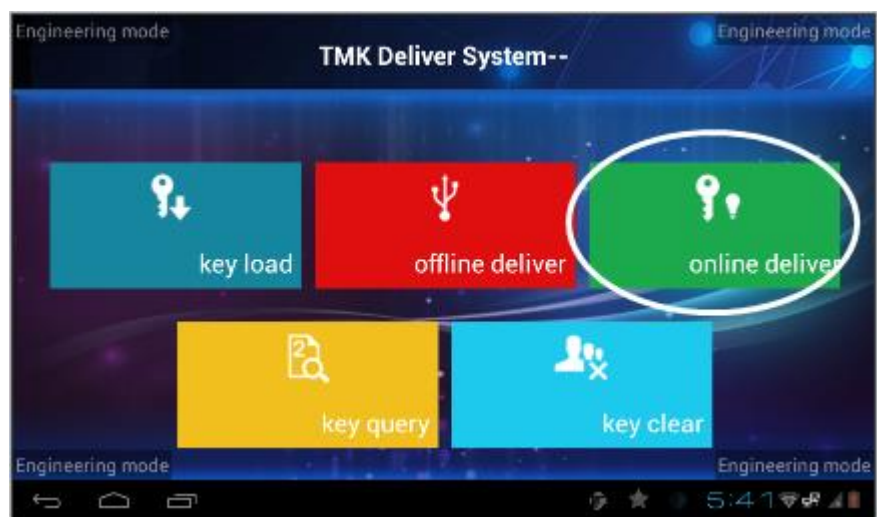 Engineering mode
Engineering mode
TMK Deliver System--
key load
offline deliver
online deliver
2
key query
key clear
Engineering mode
Engineering mode
5:41